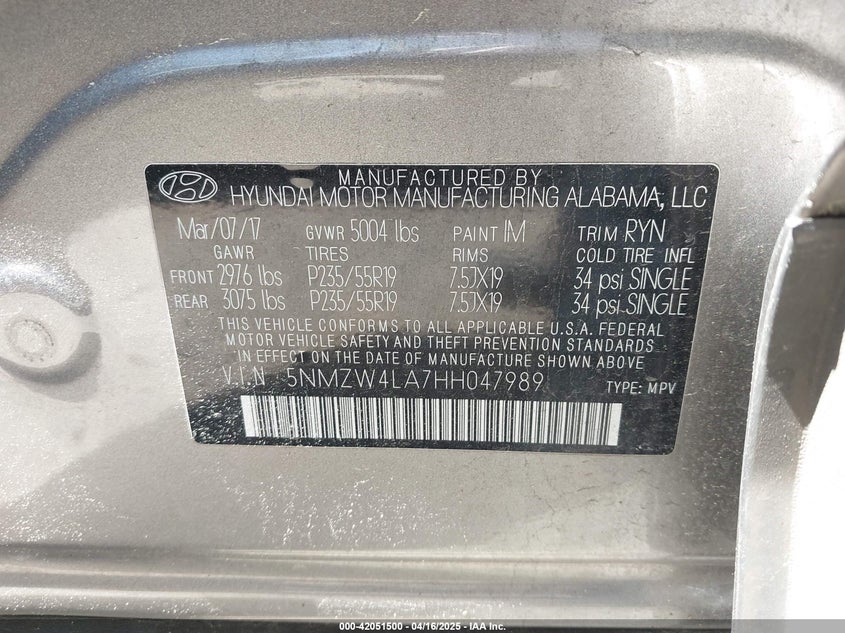 MANUFACTURED BY
HYUNDAI MOTOR MANUFACTURING ALABAMA, LLC
Mar/07/17 GVWR 5004 lbs PAINT IM TRIM RYN
GAWR TIRES RIMS COLD TIRE INFL
FRONT 2976 lbs P235/55R19 7.5JX19 34 psi.SINGLE
REAR 3075 lbs P235/55R19 7.5JX19 34 psi.SINGLE
THIS VEHICLE CONFORMS TO ALL APPLICABLE U.S.A. FEDERAL
MOTOR VEHICLE SAFETY AND THEFT PREVENTION STANDARDS
IN EFFECT ON THE DATE OF MANUFACTURE SHOWN ABOVE
V.I.N 5NMZW4LA7HH047989 TYPE: MPV
000-42051500 - 04/16/2025 - IAA Inc.